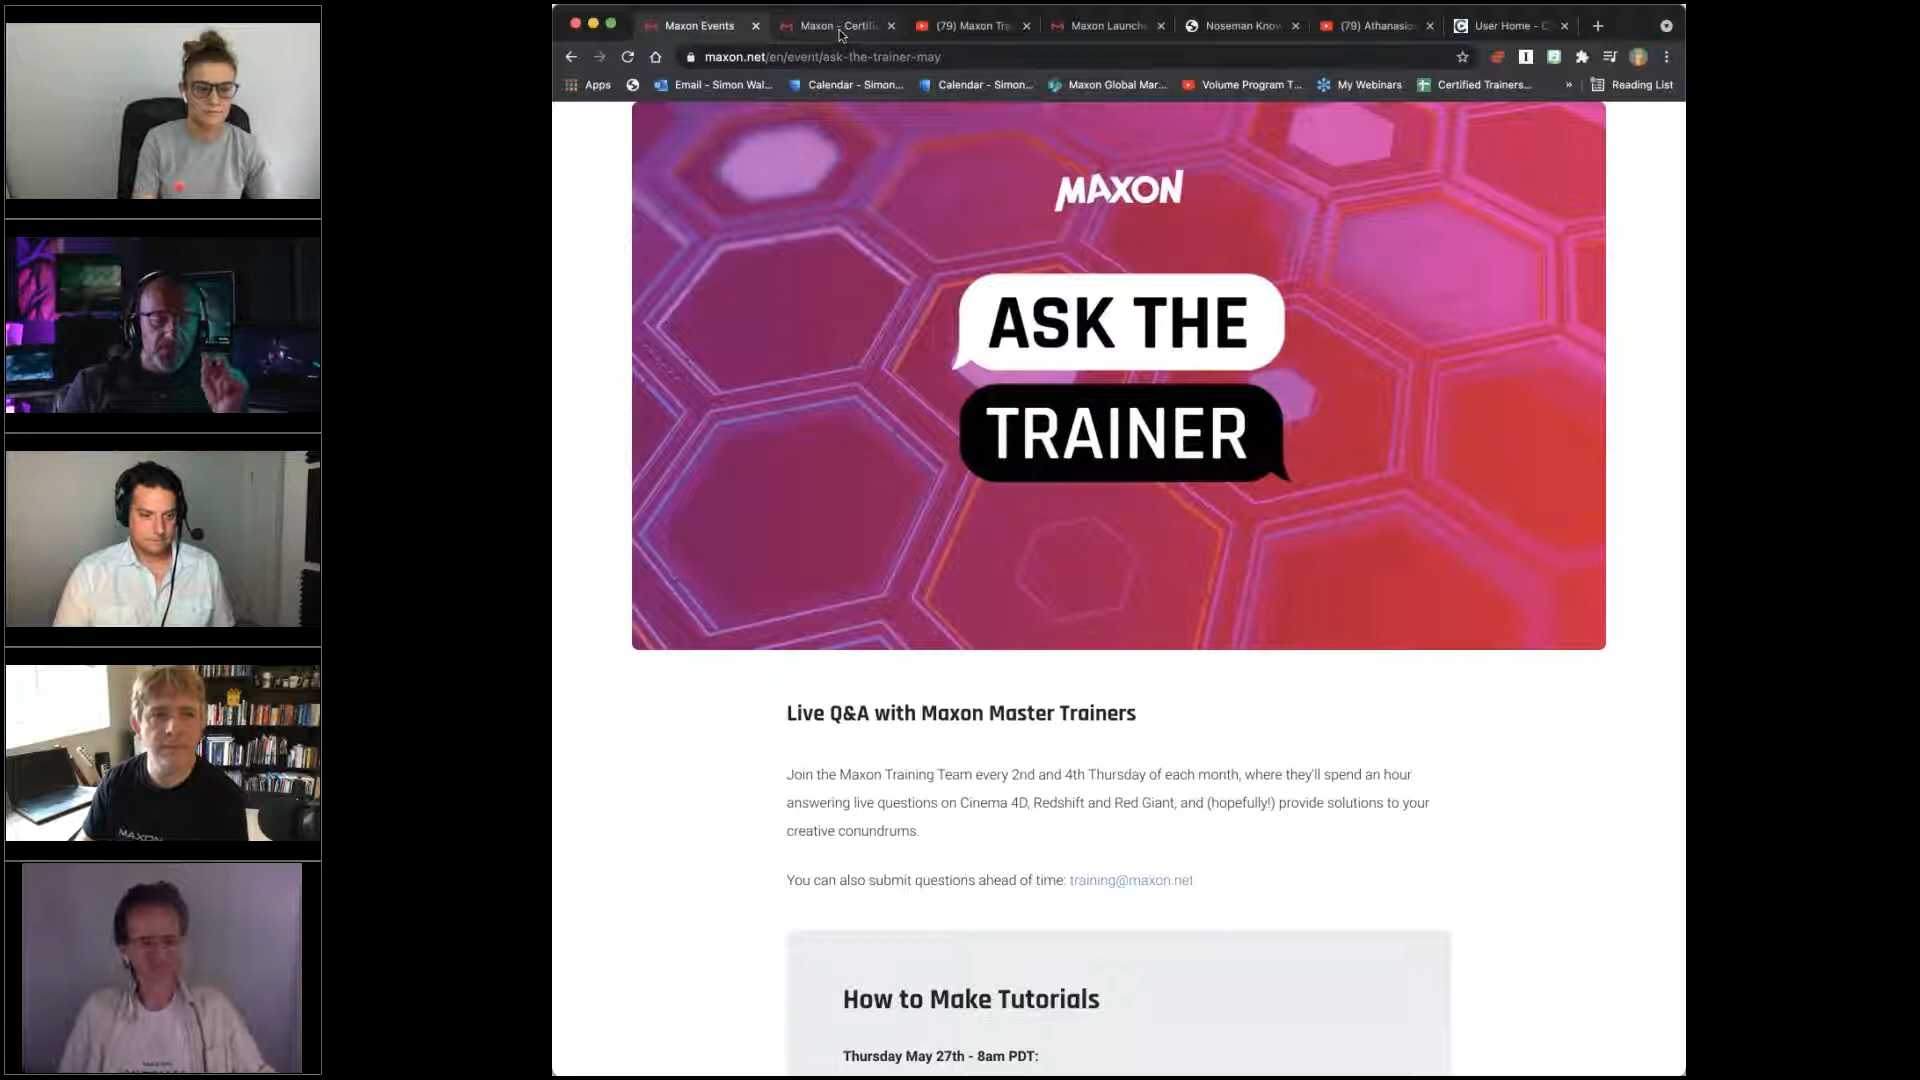 Maxon Events
Maxon - Certifi
(79) Maxon Tra
Maxon Launch
Noseman Know
(79) Athanasio
User Home - C
maxon.net/en/event/ask-the-trainer-may
Apps
Email - Simon Wal...
Calendar - Simon...
Calendar - Simon...
Maxon Global Mar...
Volume Program T...
My Webinars
Certified Trainers...
»
Reading List
MAXON
ASK THE
TRAINER
Live Q&A with Maxon Master Trainers
Join the Maxon Training Team every 2nd and 4th Thursday of each month, where they'll spend an hour
answering live questions on Cinema 4D, Redshift and Red Giant, and (hopefully!) provide solutions to your
creative conundrums.
You can also submit questions ahead of time: training@maxon.net
How to Make Tutorials
Thursday May 27th - 8am PDT:
MAXON